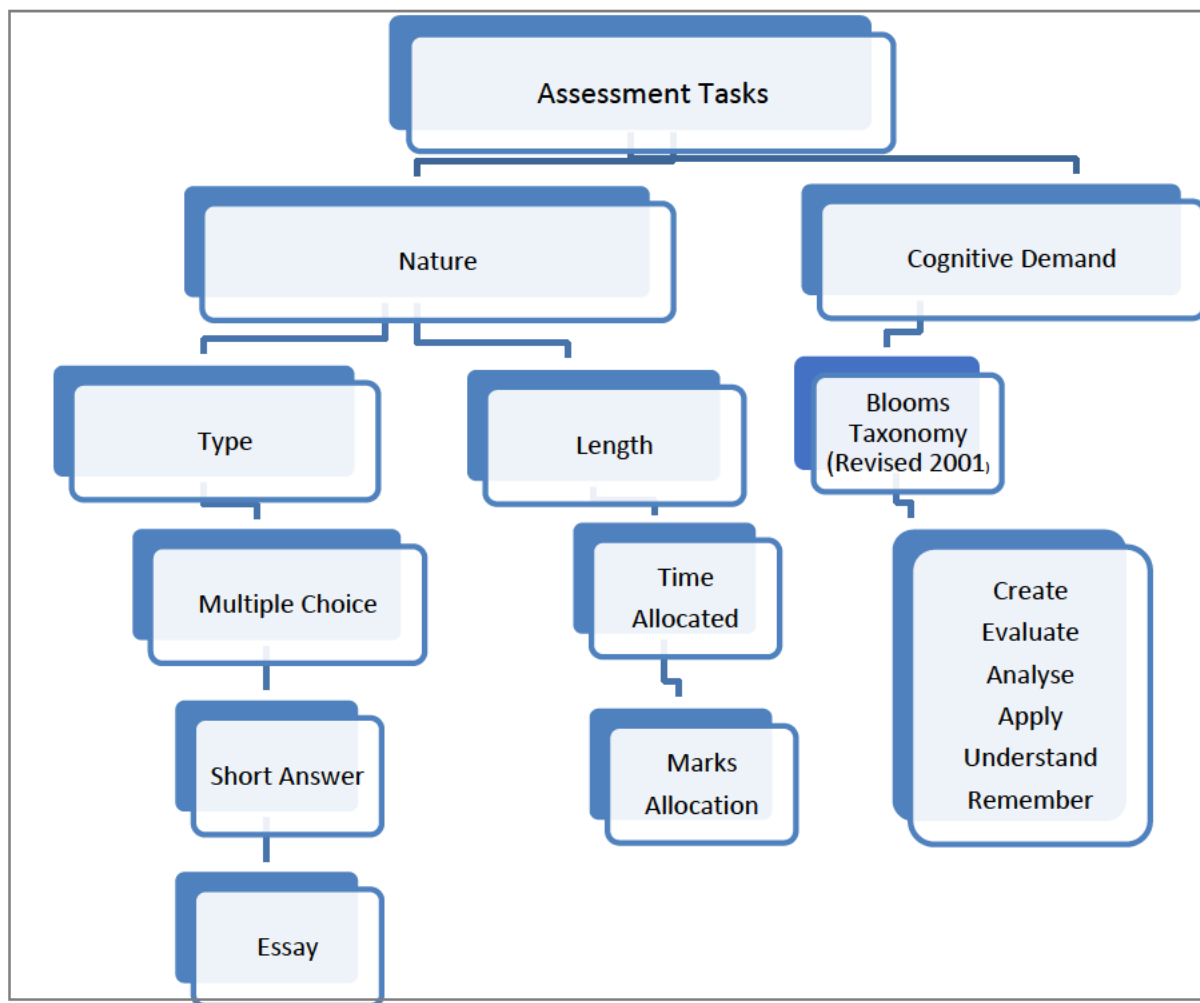 Assessment Tasks
Nature
Cognitive Demand
Type
Length
Blooms
Taxonomy
(Revised 2001)
Multiple Choice
Time
Allocated
Create
Evaluate
Analyse
Apply
Understand
Remember
Short Answer
Marks
Allocation
Essay